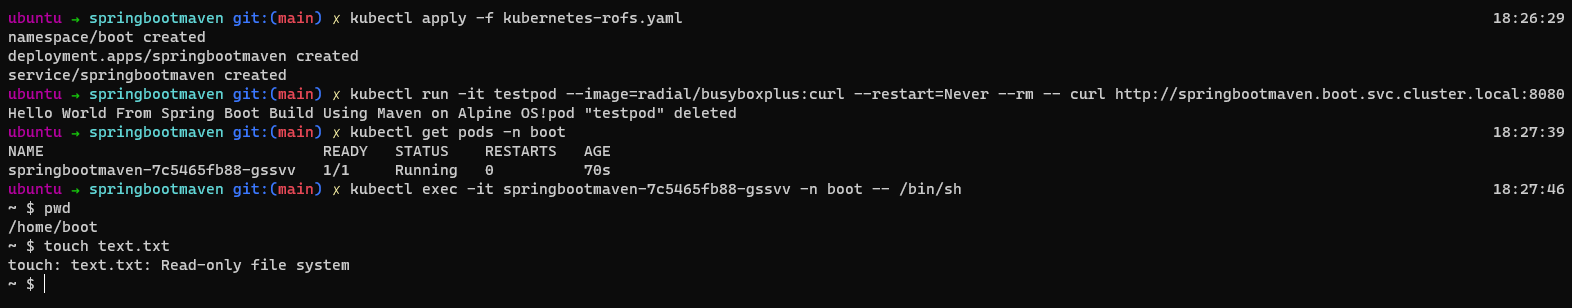 ubuntu → springbootmaven git:(main) ✗ kubectl apply -f kubernetes-rofs.yaml 18:26:29
namespace/boot created
deployment.apps/springbootmaven created
service/springbootmaven created
ubuntu → springbootmaven git:(main) ✗ kubectl run -it testpod --image=radial/busyboxplus:curl --restart=Never --rm -- curl http://springbootmaven.boot.svc.cluster.local:8080
Hello World From Spring Boot Build Using Maven on Alpine OS!pod "testpod" deleted
ubuntu → springbootmaven git:(main) ✗ kubectl get pods -n boot 18:27:39
NAME READY STATUS RESTARTS AGE
springbootmaven-7c5465fb88-gssvv 1/1 Running 0 70s
ubuntu → springbootmaven git:(main) ✗ kubectl exec -it springbootmaven-7c5465fb88-gssvv -n boot -- /bin/sh 18:27:46
~ $ pwd
/home/boot
~ $ touch text.txt
touch: text.txt: Read-only file system
~ $